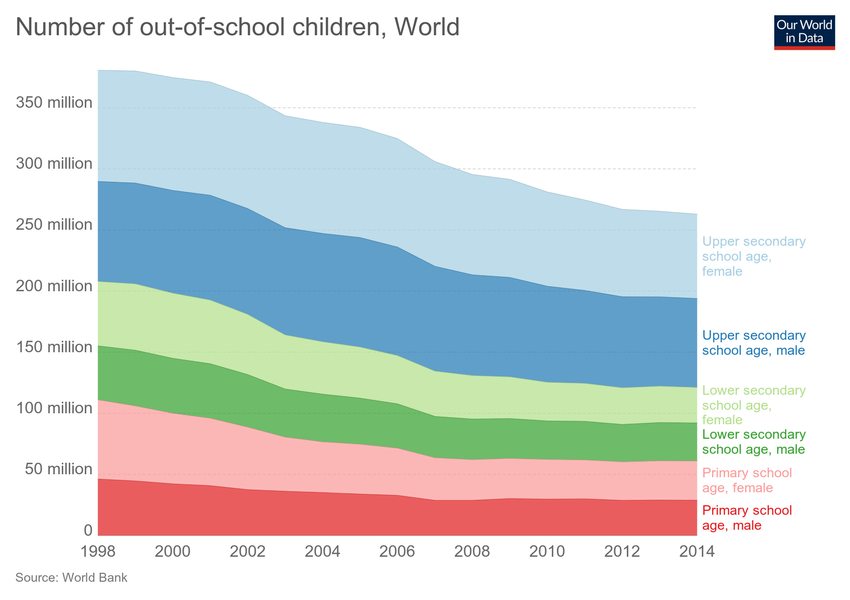 Number of out-of-school children, World
Our World
in Data
350 million
300 million
250 million
200 million
150 million
100 million
50 million
0
1998
2000
2002
2004
2006
2008
2010
2012
2014
Upper secondary
school age,
female
Upper secondary
school age, male
Lower secondary
school age,
female
Lower secondary
school age, male
Primary school
age, female
Primary school
age, male
Source: World Bank